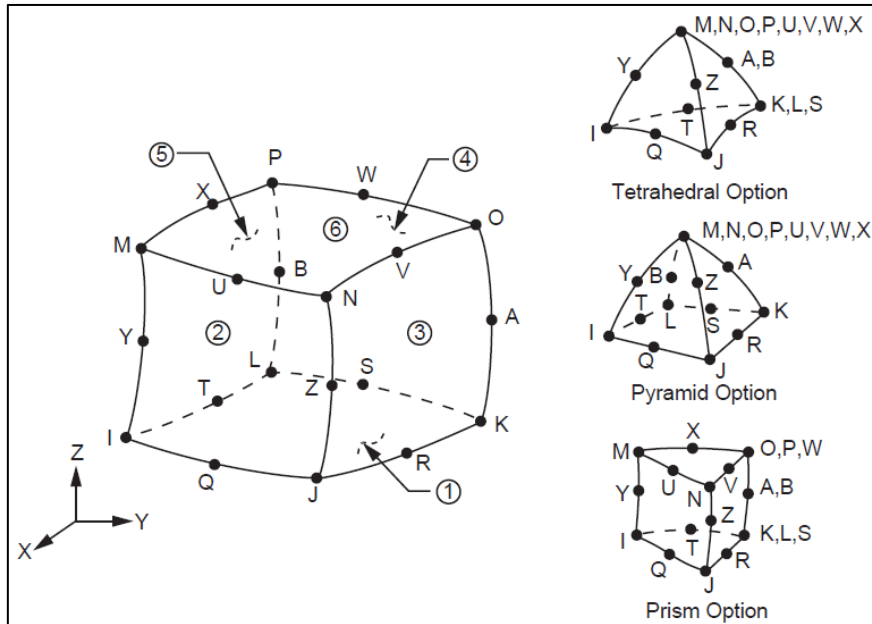 M,N,O,P,U,V,W,X
Y
A,B
Z
K,L,S
I
T
R
Q
J
Tetrahedral Option
⑤
P
W
④
X
O
⑥
M
B
V
U
N
A
②
③
Y
L
S
T
Z
I
K
R
Q
J
①
Z
Y
X
M,N,O,P,U,V,W,X
A
Y
B
Z
T
K
L
S
I
R
Q
J
Pyramid Option
X
M
O,P,W
U
V
N
Y
A,B
Z
I
T
K,L,S
Q
R
J
Prism Option